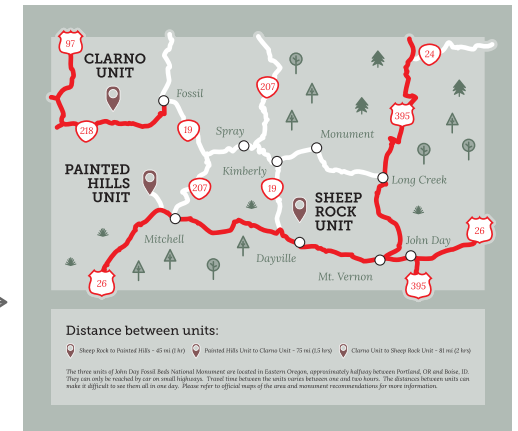 97
24
CLARNO
UNIT
207
Fossil
395
218
19
Spray
Monument
Kimberly
PAINTED
HILLS
UNIT
Long Creek
207
19
SHEEP
ROCK
UNIT
26
Mitchell
John Day
Dayville
Mt. Vernon
26
395
Distance between units:
Sheep Rock to Painted Hills - 45 mi (1 hr) Painted Hills Unit to Clarno Unit - 75 mi (1.5 hrs) Clarno Unit to Sheep Rock Unit - 81 mi (2 hrs)
The three units of John Day Fossil Beds National Monument are located in Eastern Oregon, approximately halfway between Portland, OR and Boise, ID.
They can only be reached by car on small highways. Travel time between the units varies between one and two hours. The distances between units can
make it difficult to see them all in one day. Please refer to official maps of the area and monument recommendations for more information.